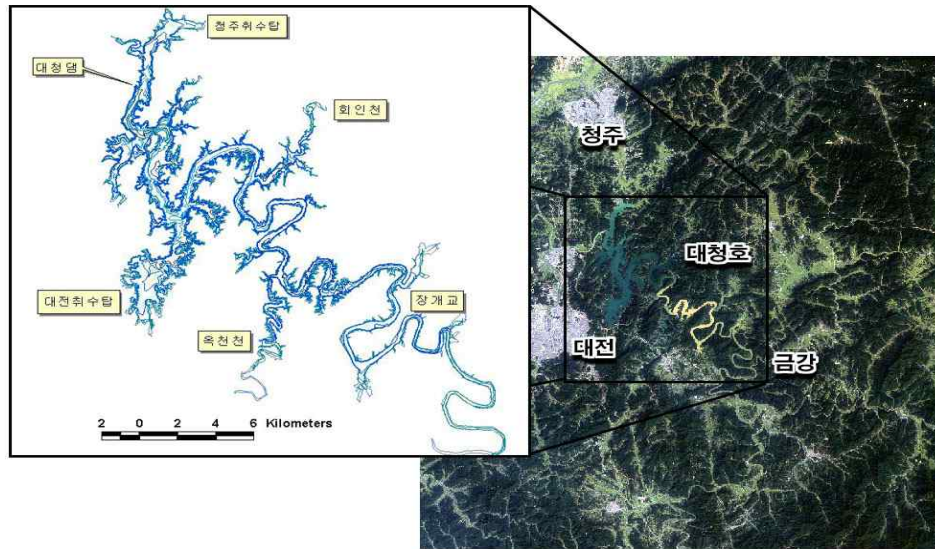 청주취수탑
대청댐
회인천
대전취수탑
장계교
옥천천
2 0 2 4 6 Kilometers
청주
대청호
대전
금강